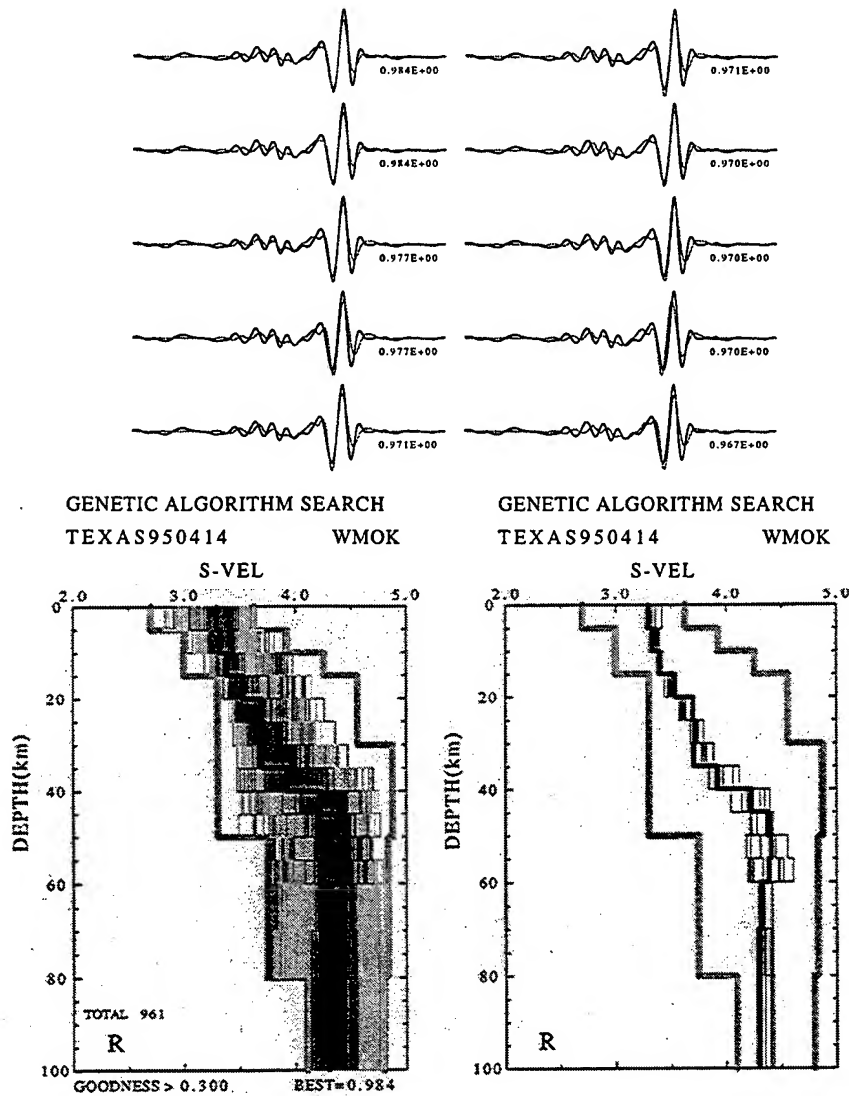 0.984E+00 0.971E+00
0.984E+00 0.970E+00
0.977E+00 0.970E+00
0.977E+00 0.970E+00
0.971E+00 0.967E+00
GENETIC ALGORITHM SEARCH
TEXAS950414 WMOK
S-VEL
2.0 3.0 4.0 5.0
0
20
40
60
80
100
DEPTH(km)
TOTAL 961
R
GOODNESS > 0.300 BEST=0.984
GENETIC ALGORITHM SEARCH
TEXAS950414 WMOK
S-VEL
2.0 3.0 4.0 5.0
0
20
40
60
80
100
DEPTH(km)
R